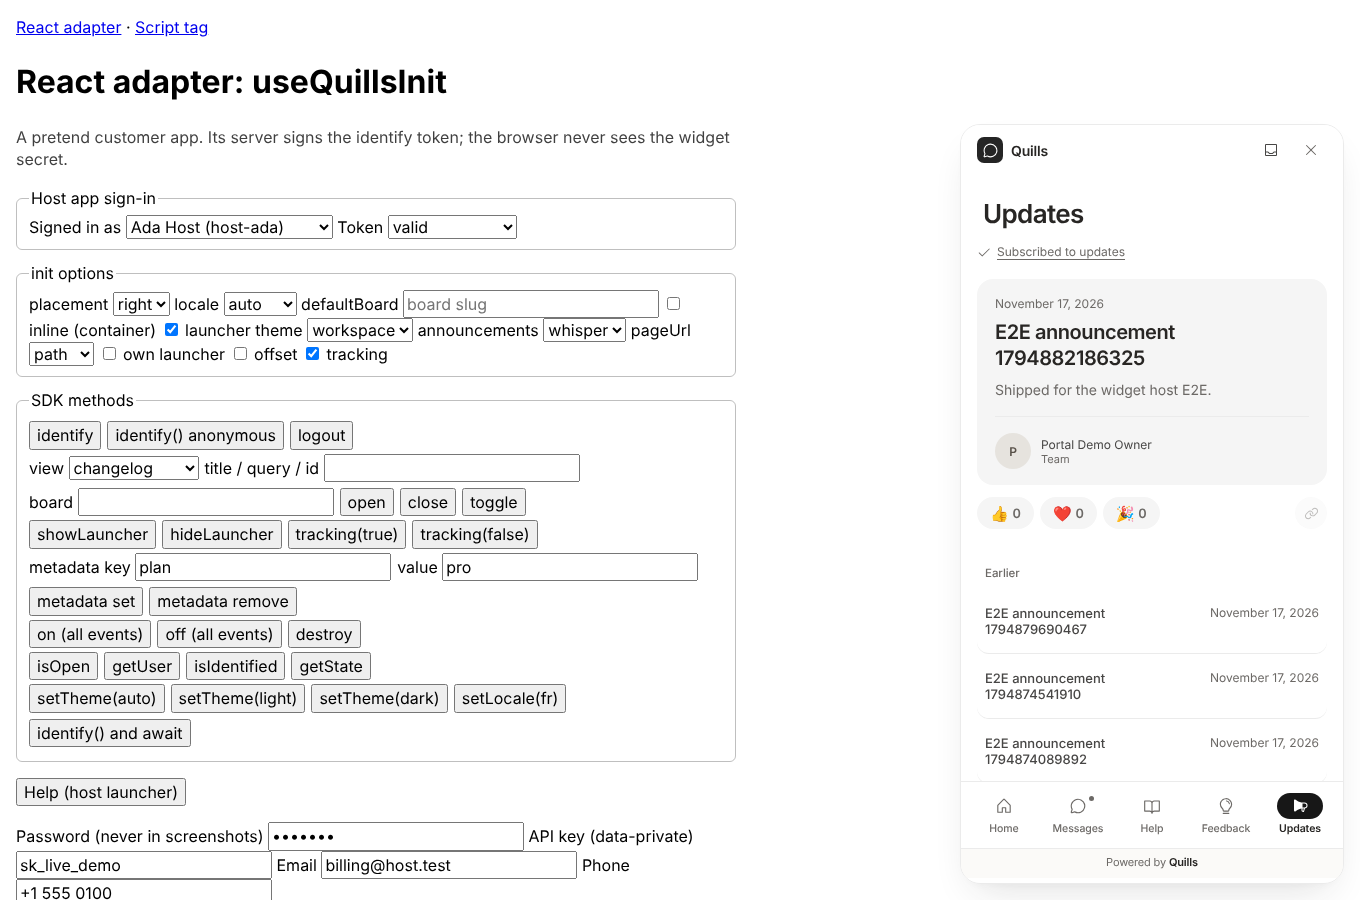 React adapter · Script tag
React adapter: useQuillsInit
A pretend customer app. Its server signs the identify token; the browser never sees the widget
secret.
Host app sign-in
Signed in as Ada Host (host-ada) Token valid
init options
placement right locale auto defaultBoard board slug
inline (container) launcher theme workspace announcements whisper pageUrl
path own launcher offset tracking
SDK methods
identify identify() anonymous logout
view changelog title / query / id
board open close toggle
showLauncher hideLauncher tracking(true) tracking(false)
metadata key plan value pro
metadata set metadata remove
on (all events) off (all events) destroy
isOpen getUser isIdentified getState
setTheme(auto) setTheme(light) setTheme(dark) setLocale(fr)
identify() and await
Help (host launcher)
Password (never in screenshots) ••••••• API key (data-private)
sk_live_demo Email billing@host.test Phone
+1 555 0100
Quills
Updates
Subscribed to updates
November 17, 2026
E2E announcement
1794882186325
Shipped for the widget host E2E.
P Portal Demo Owner
Team
👍 0 ❤️ 0 🎉 0
Earlier
E2E announcement November 17, 2026
1794879690467
E2E announcement November 17, 2026
1794874541910
E2E announcement November 17, 2026
1794874089892
Home Messages Help Feedback Updates
Powered by Quills